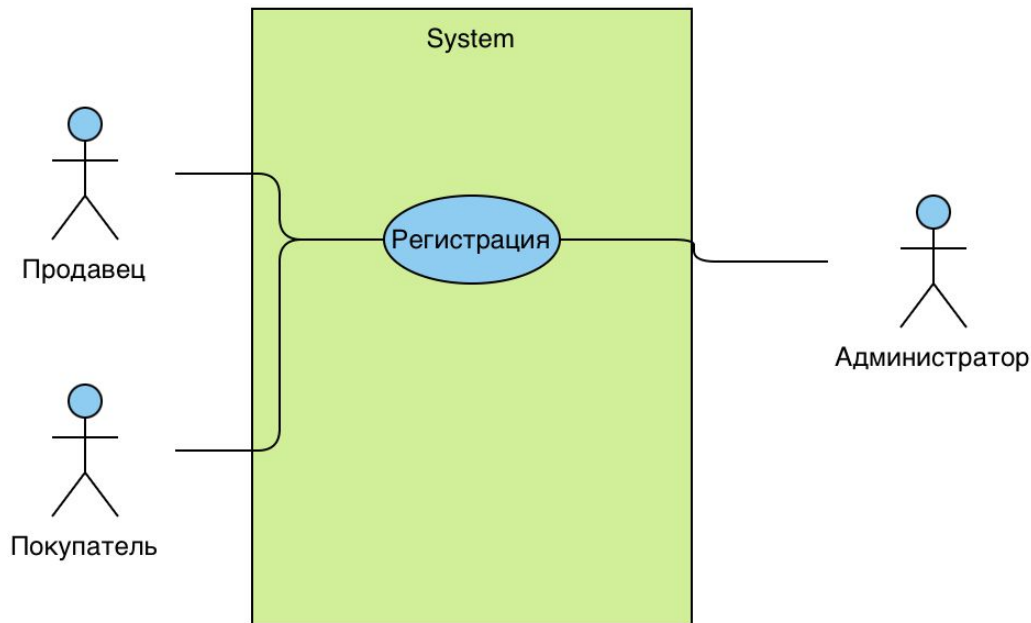 System
Продавец
Регистрация
Администратор
Покупатель